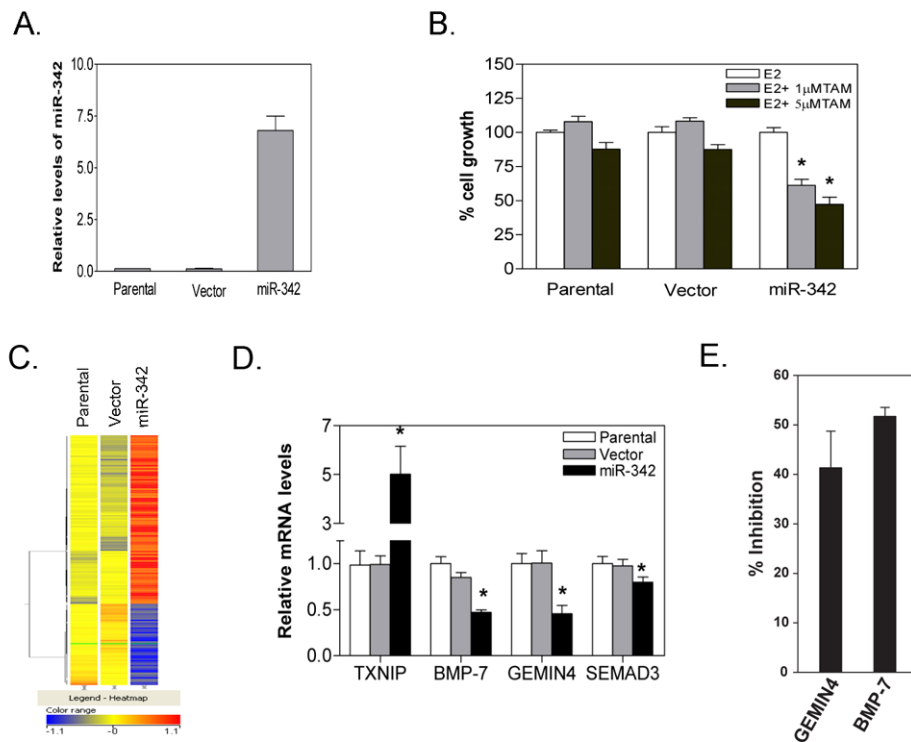 A.
Relative levels of miR-342
10.0
7.5
5.0
2.5
0.0
Parental
Vector
miR-342
B.
% cell growth
150
125
100
75
50
25
0
E2
E2+ 1µMTAM
E2+ 5µMTAM
*
*
Parental
Vector
miR-342
C.
Parental
Vector
miR-342
Legend - Heatmap
Color range
-1.1
-0
1.1
D.
Relative mRNA levels
7
5
3
1.0
0.5
0.0
Parental
Vector
miR-342
*
*
*
*
TXNIP
BMP-7
GEMIN4
SEMAD3
E.
% Inhibition
60
50
40
30
20
10
0
GEMIN4
BMP-7